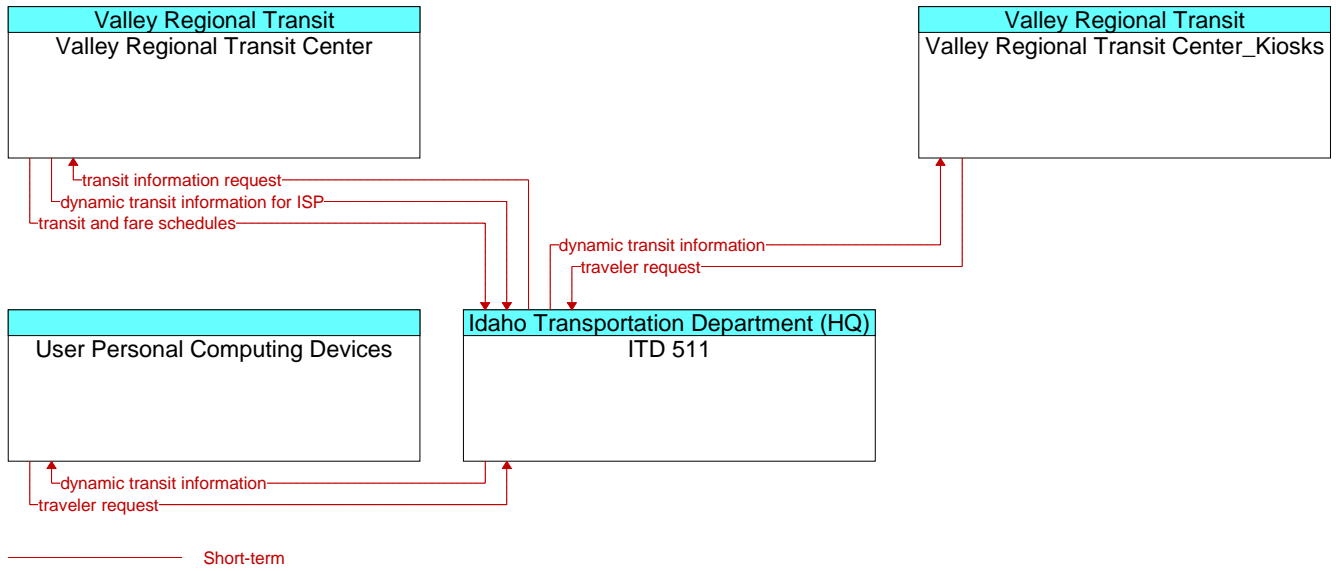 Valley Regional Transit
Valley Regional Transit Center
Valley Regional Transit
Valley Regional Transit Center_Kiosks
transit information request
dynamic transit information for ISP
transit and fare schedules
dynamic transit information
traveler request
User Personal Computing Devices
Idaho Transportation Department (HQ)
ITD 511
dynamic transit information
traveler request
Short-term